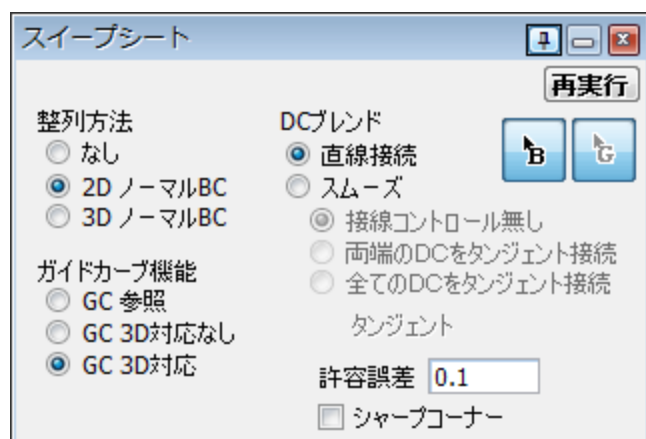 スイープシート
再実行
整列方法
なし
2D ノーマルBC
3D ノーマルBC
ガイドカーブ機能
GC 参照
GC 3D対応なし
GC 3D対応
DCブレンド
直線接続
スムーズ
接線コントロール無し
両端のDCをタンジェント接続
全てのDCをタンジェント接続
タンジェント
許容誤差 0.1
シャープコーナー
B
G